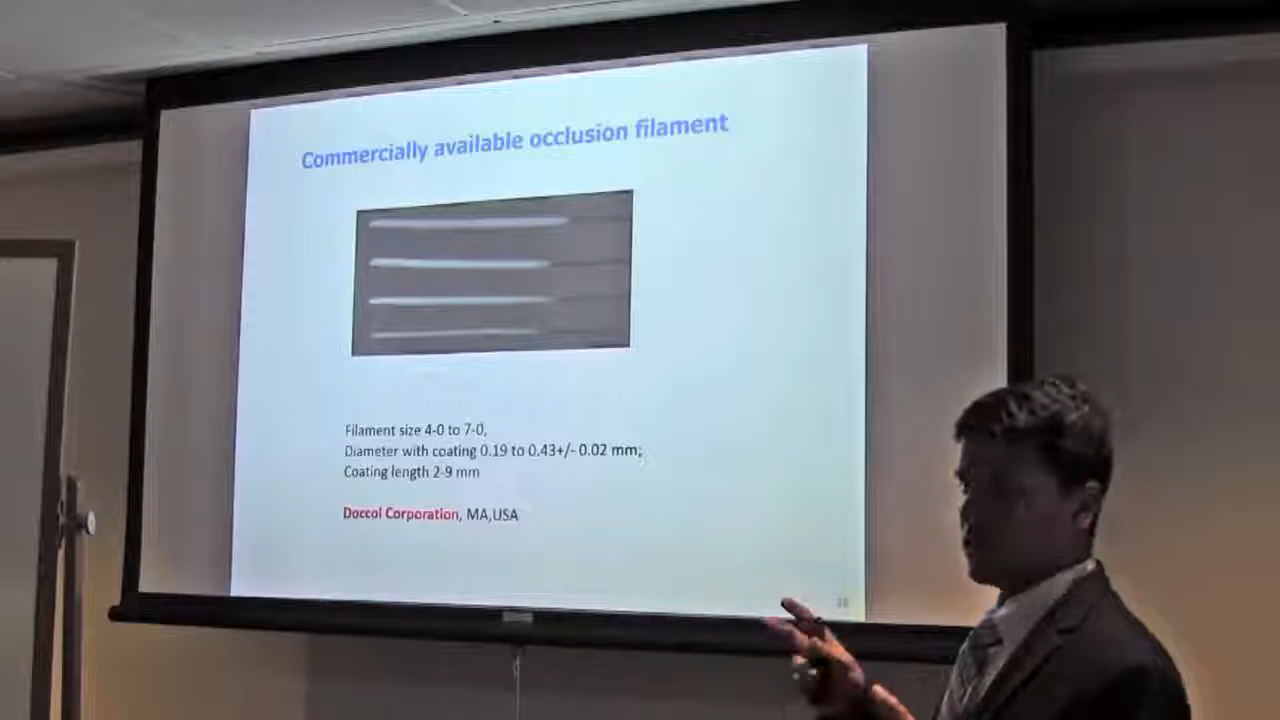 Commercially available occlusion filament
Filament size 4-0 to 7-0,
Diameter with coating 0.19 to 0.43+/- 0.02 mm;
Coating length 2-9 mm
Doccol Corporation, MA,USA